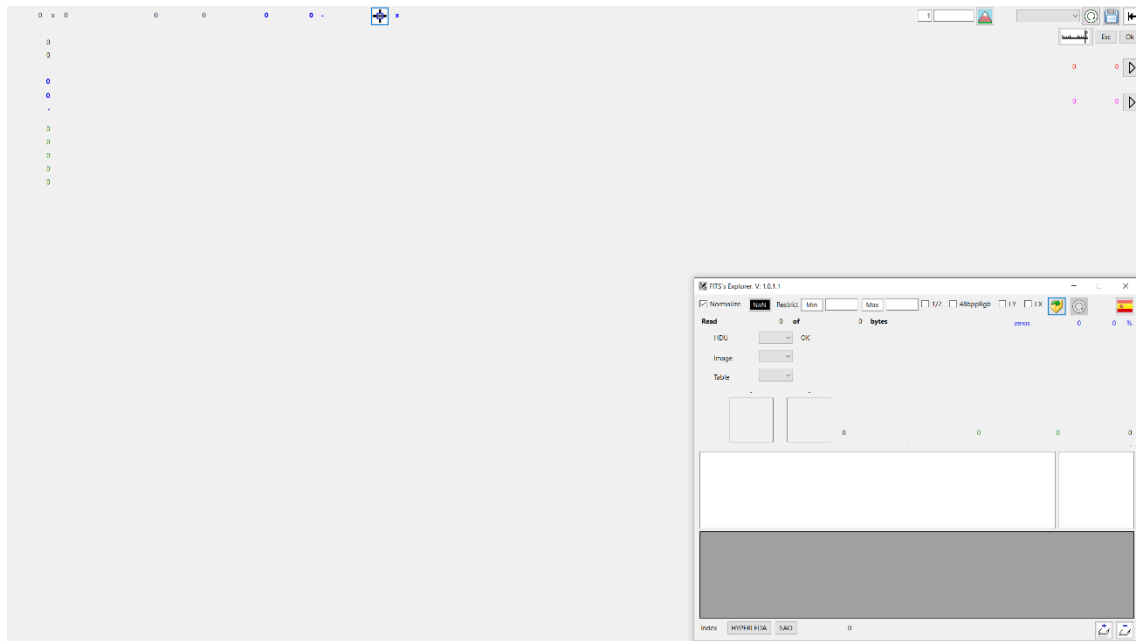 0 x 0 0 0 0 0 - x 1
0
0
Esc Ok
0 0
0
0
-
0 0
0
0
0
0
0
FITS's Explorer. V: 1.0.1.1
Normalize NaN Restrict Min Max 1/2 48bppRgb I Y I X
Read 0 of 0 bytes zeros 0 0 %
HDU OK
Image
Table
- -
0 0 0 0
- -
Index HYPERLEDA SAO 0